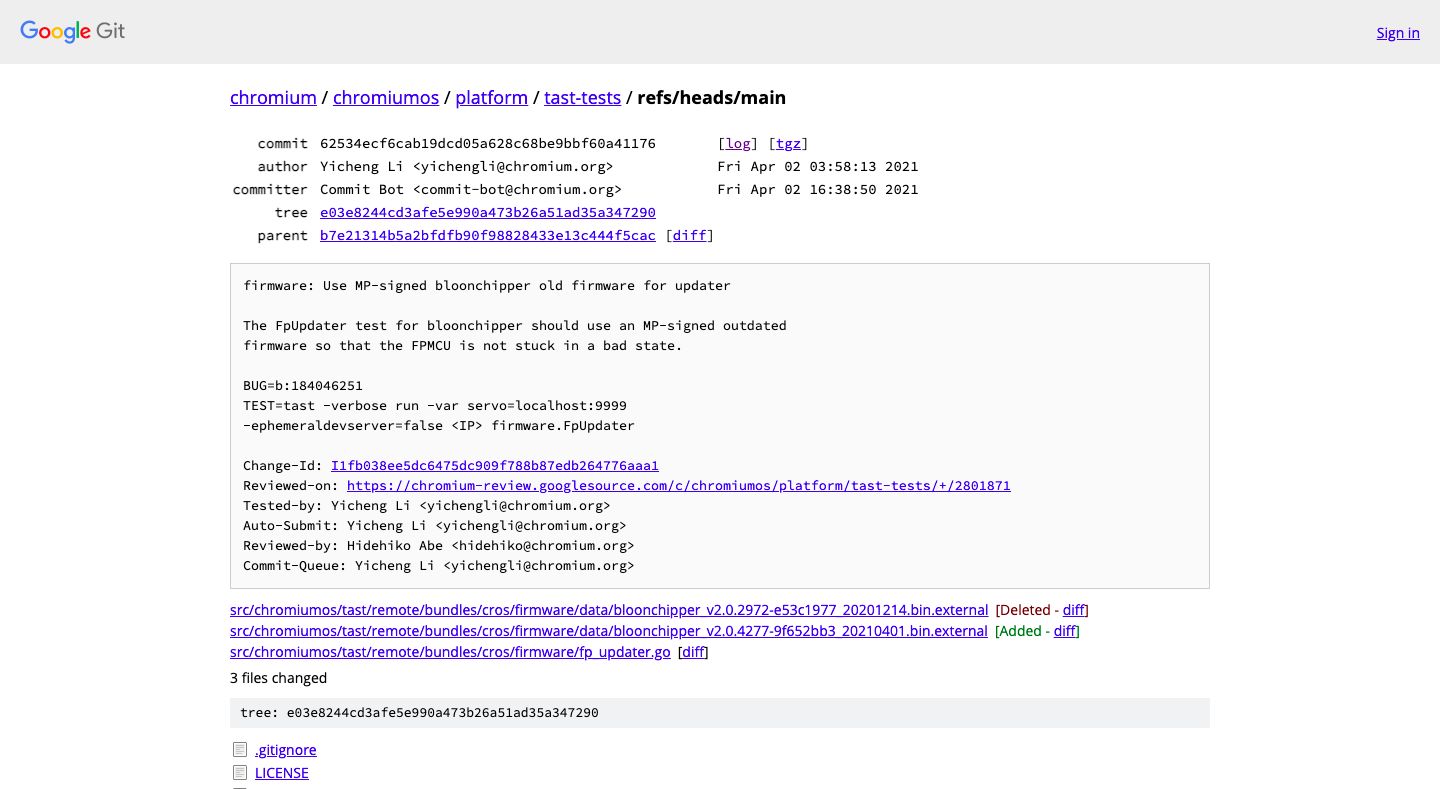 Google Git
Sign in
chromium / chromiumos / platform / tast-tests / refs/heads/main
commit 62534ecf6cab19dcd05a628c68be9bbf60a41176 [log] [tgz]
author Yicheng Li <yichengli@chromium.org> Fri Apr 02 03:58:13 2021
committer Commit Bot <commit-bot@chromium.org> Fri Apr 02 16:38:50 2021
tree e03e8244cd3afe5e990a473b26a51ad35a347290
parent b7e21314b5a2bfdfb90f98828433e13c444f5cac [diff]
firmware: Use MP-signed bloonchipper old firmware for updater
The FpUpdater test for bloonchipper should use an MP-signed outdated
firmware so that the FPMCU is not stuck in a bad state.
BUG=b:184046251
TEST=tast -verbose run -var servo=localhost:9999
-ephemeraldevserver=false <IP> firmware.FpUpdater
Change-Id: I1fb038ee5dc6475dc909f788b87edb264776aaa1
Reviewed-on: https://chromium-review.googlesource.com/c/chromiumos/platform/tast-tests/+/2801871
Tested-by: Yicheng Li <yichengli@chromium.org>
Auto-Submit: Yicheng Li <yichengli@chromium.org>
Reviewed-by: Hidehiko Abe <hidehiko@chromium.org>
Commit-Queue: Yicheng Li <yichengli@chromium.org>
src/chromiumos/tast/remote/bundles/cros/firmware/data/bloonchipper_v2.0.2972-e53c1977_20201214.bin.external [Deleted - diff]
src/chromiumos/tast/remote/bundles/cros/firmware/data/bloonchipper_v2.0.4277-9f652bb3_20210401.bin.external [Added - diff]
src/chromiumos/tast/remote/bundles/cros/firmware/fp_updater.go [diff]
3 files changed
tree: e03e8244cd3afe5e990a473b26a51ad35a347290
.gitignore
LICENSE